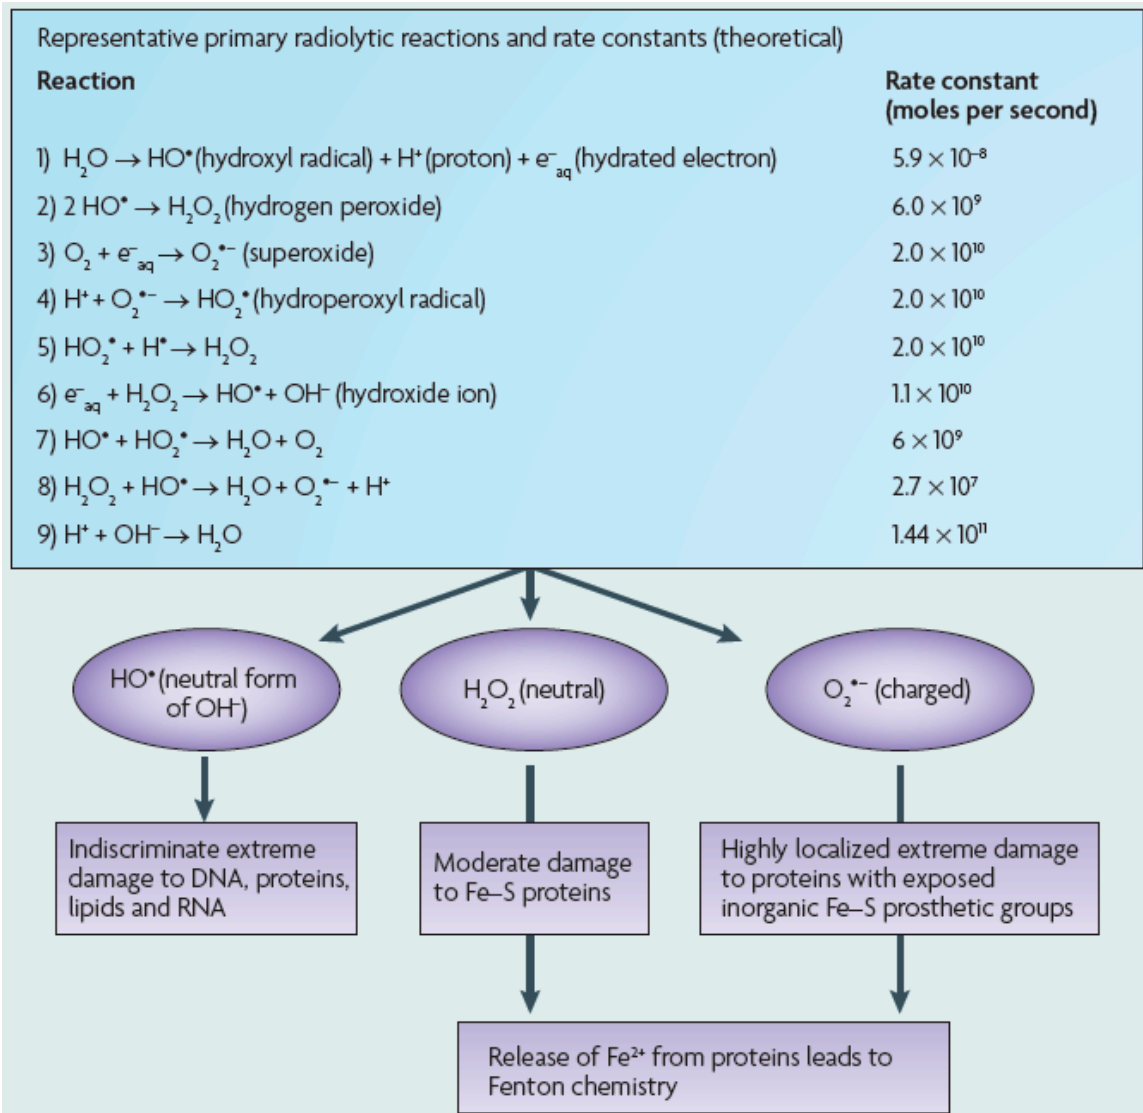 Representative primary radiolytic reactions and rate constants (theoretical)
Reaction Rate constant
(moles per second)
1) H₂O → HO•(hydroxyl radical) + H⁺(proton) + e⁻aq(hydrated electron) 5.9 × 10⁻⁸
2) 2 HO• → H₂O₂(hydrogen peroxide) 6.0 × 10⁹
3) O₂ + e⁻aq → O₂•⁻ (superoxide) 2.0 × 10¹⁰
4) H⁺ + O₂•⁻ → HO₂•(hydroperoxyl radical) 2.0 × 10¹⁰
5) HO₂• + H• → H₂O₂ 2.0 × 10¹⁰
6) e⁻aq + H₂O₂ → HO• + OH⁻ (hydroxide ion) 1.1 × 10¹⁰
7) HO• + HO₂• → H₂O + O₂ 6 × 10⁹
8) H₂O₂ + HO• → H₂O + O₂•⁻ + H⁺ 2.7 × 10⁷
9) H⁺ + OH⁻ → H₂O 1.44 × 10¹¹
HO• (neutral form
of OH⁻)
H₂O₂ (neutral)
O₂•⁻ (charged)
Indiscriminate extreme
damage to DNA, proteins,
lipids and RNA
Moderate damage
to Fe–S proteins
Highly localized extreme damage
to proteins with exposed
inorganic Fe–S prosthetic groups
Release of Fe²⁺ from proteins leads to
Fenton chemistry